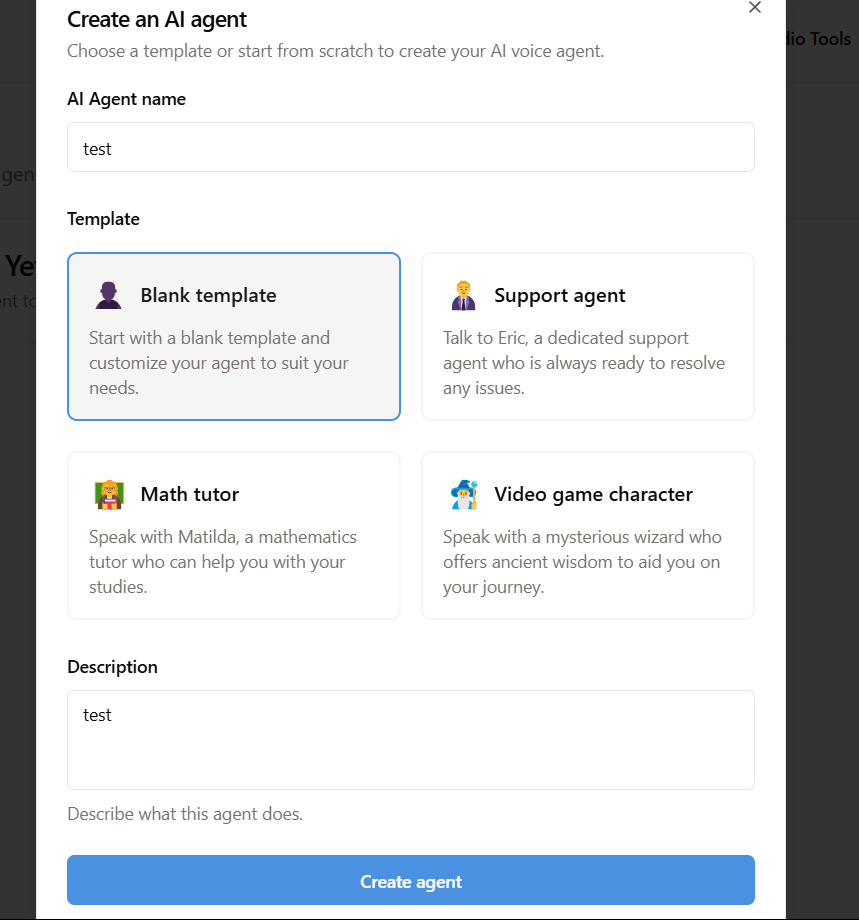 Create an AI agent
Choose a template or start from scratch to create your AI voice agent.
dio Tools
AI Agent name
test
gen
Template
Ye
Blank template
Start with a blank template and
customize your agent to suit your
needs.
Support agent
Talk to Eric, a dedicated support
agent who is always ready to resolve
any issues.
Math tutor
Speak with Matilda, a mathematics
tutor who can help you with your
studies.
Video game character
Speak with a mysterious wizard who
offers ancient wisdom to aid you on
your journey.
Description
test
Describe what this agent does.
Create agent